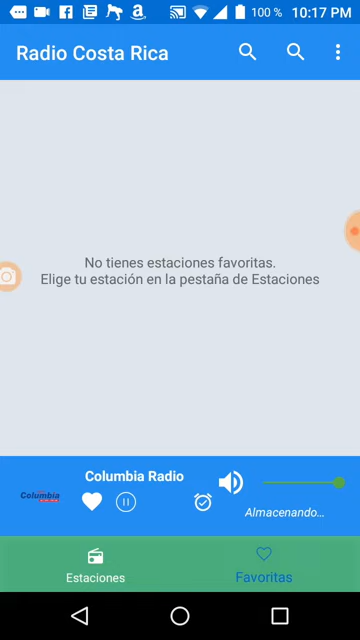 100 % 10:17 PM
Radio Costa Rica
No tienes estaciones favoritas.
Elige tu estación en la pestaña de Estaciones
Columbia Radio
Columbia
Almacenando...
Estaciones
Favoritas